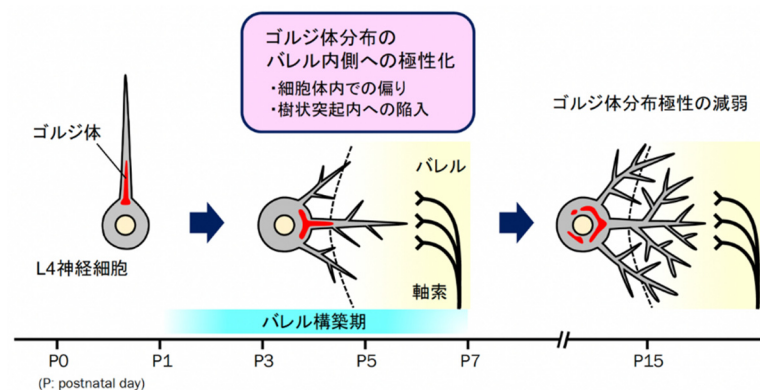 ゴルジ体分布の
バレル内側への極性化
・細胞体内での偏り
・樹状突起内への陥入
ゴルジ体分布極性の減弱
ゴルジ体
バレル
L4神経細胞
軸索
バレル構築期
P0 P1 P3 P5 P7 P15
(P: postnatal day)